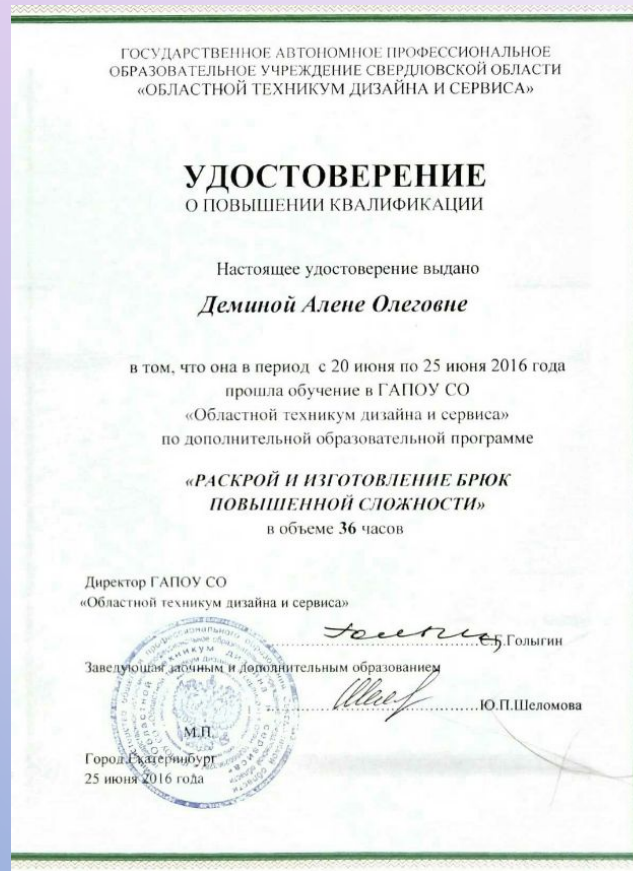 ГОСУДАРСТВЕННОЕ АВТОНОМНОЕ ПРОФЕССИОНАЛЬНОЕ
ОБРАЗОВАТЕЛЬНОЕ УЧРЕЖДЕНИЕ СВЕРДЛОВСКОЙ ОБЛАСТИ
«ОБЛАСТНОЙ ТЕХНИКУМ ДИЗАЙНА И СЕРВИСА»
УДОСТОВЕРЕНИЕ
О ПОВЫШЕНИИ КВАЛИФИКАЦИИ
Настоящее удостоверение выдано
Деминой Алене Олеговне
в том, что она в период с 20 июня по 25 июня 2016 года
прошла обучение в ГАПОУ СО
«Областной техникум дизайна и сервиса»
по дополнительной образовательной программе
«РАСКРОЙ И ИЗГОТОВЛЕНИЕ БРЮК
ПОВЫШЕННОЙ СЛОЖНОСТИ»
в объеме 36 часов
Директор ГАПОУ СО
«Областной техникум дизайна и сервиса»
С.Б.Голыгин
Заведующая заочным и дополнительным образованием
Ю.П.Шеломова
М.П.
Город Екатеринбург
25 июня 2016 года